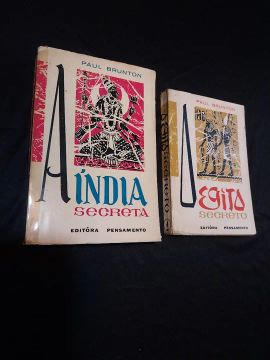 PAUL BRUNTON
A ÍNDIA
SECRETA
EDITÔRA PENSAMENTO
PAUL BRUNTON
O EGITO
SECRETO
EDITÔRA PENSAMENTO